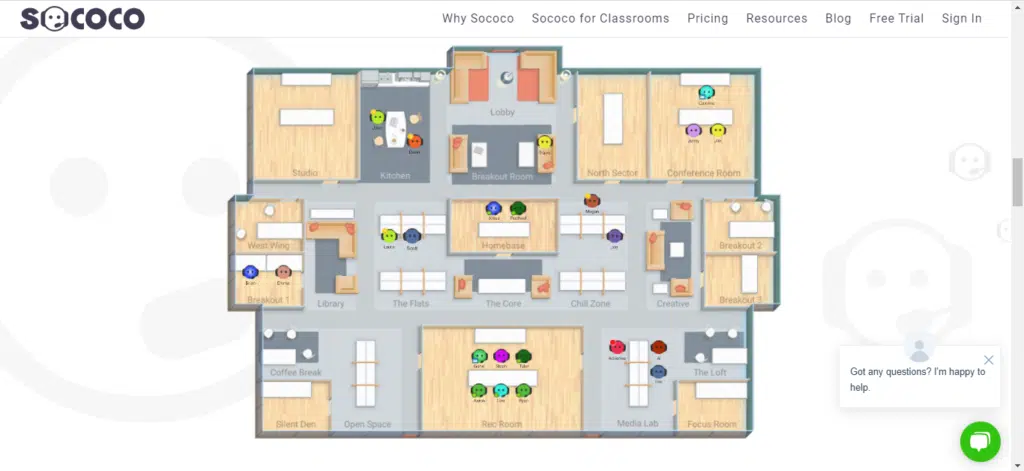 SOCOCO
Why Sococo Sococo for Classrooms Pricing Resources Blog Free Trial Sign In
Lobby
Studio
Kitchen
Breakout Room
North Sector
Conference Room
West Wing
Homebase
Breakout 2
Breakout 1
Library
The Flats
The Core
Chill Zone
Creative
Breakout 3
Coffee Break
The Loft
Silent Den
Open Space
Rec Room
Media Lab
Focus Room
Got any questions? I'm happy to
help.